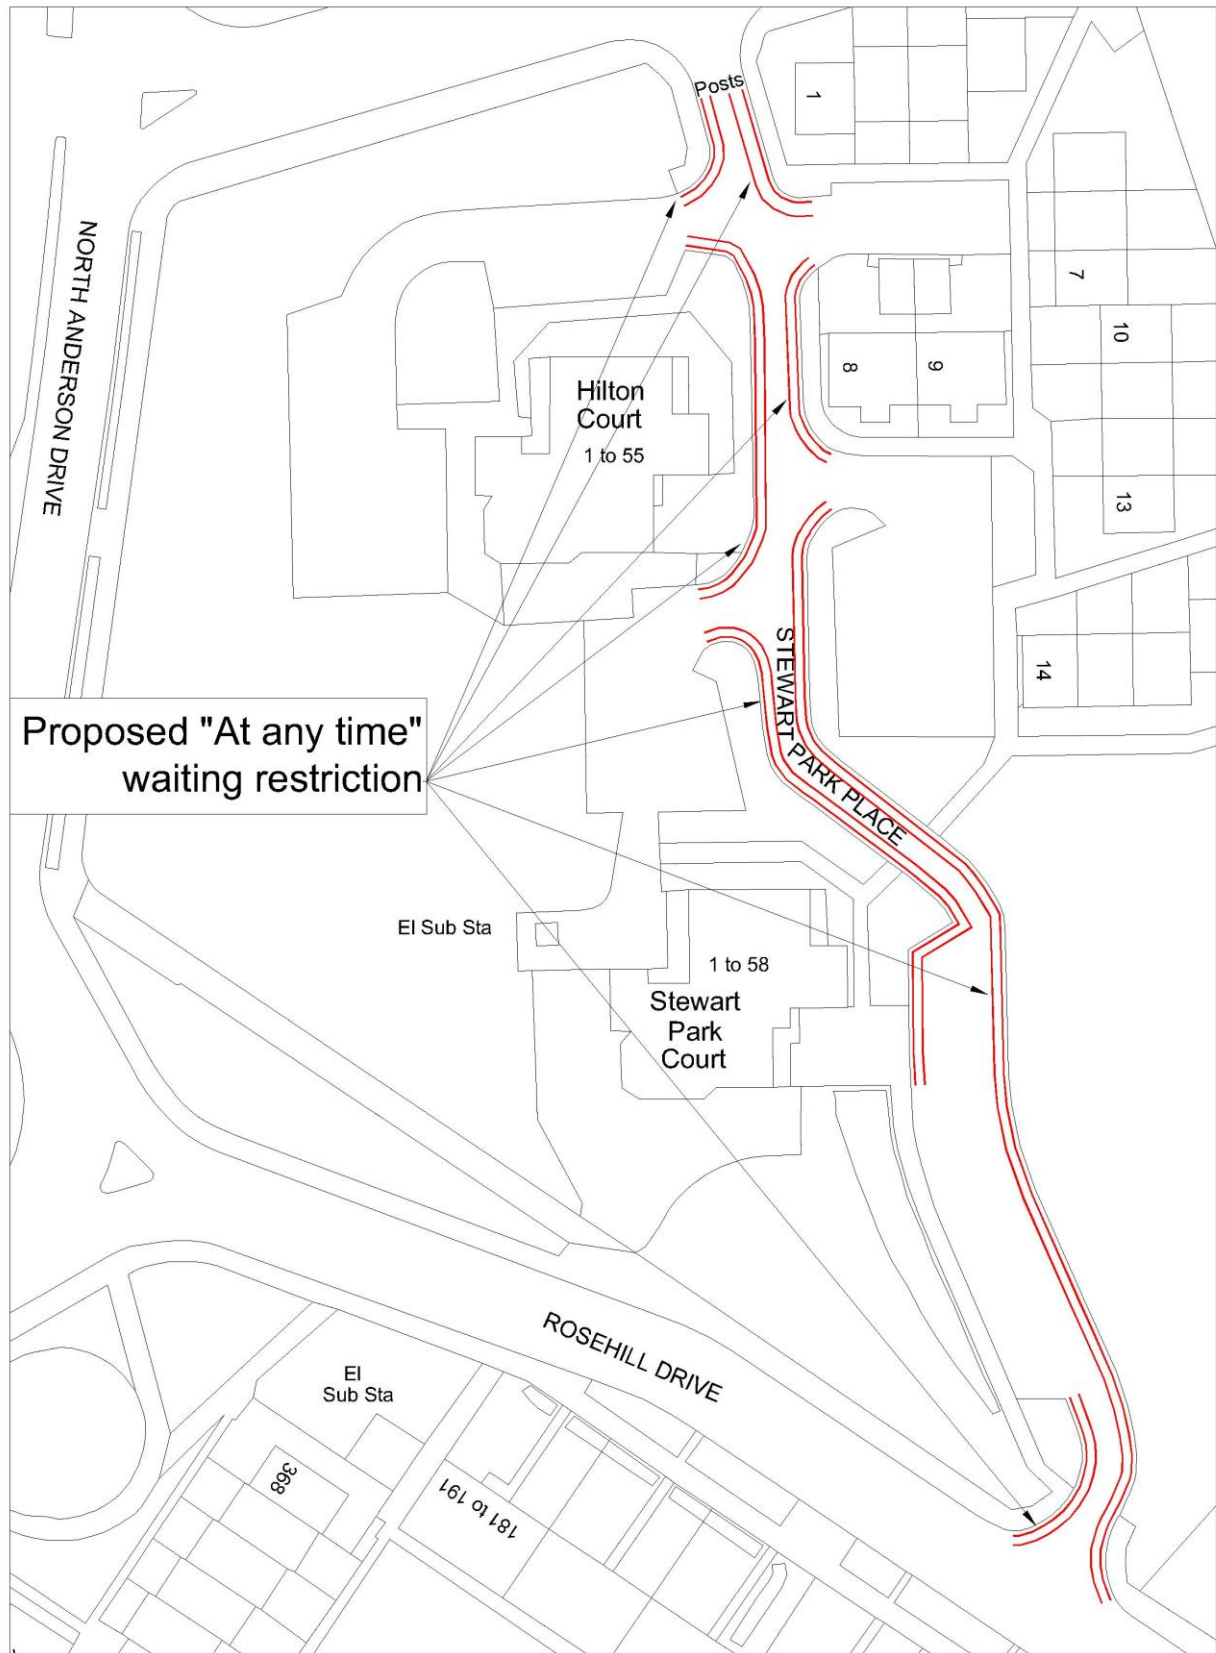 Posts
1
NORTH ANDERSON DRIVE
7
10
8
9
Hilton
Court
1 to 55
13
STEWART PARK PLACE
14
Proposed "At any time"
waiting restriction
El Sub Sta
1 to 58
Stewart
Park
Court
ROSEHILL DRIVE
El
Sub Sta
368
181 to 191